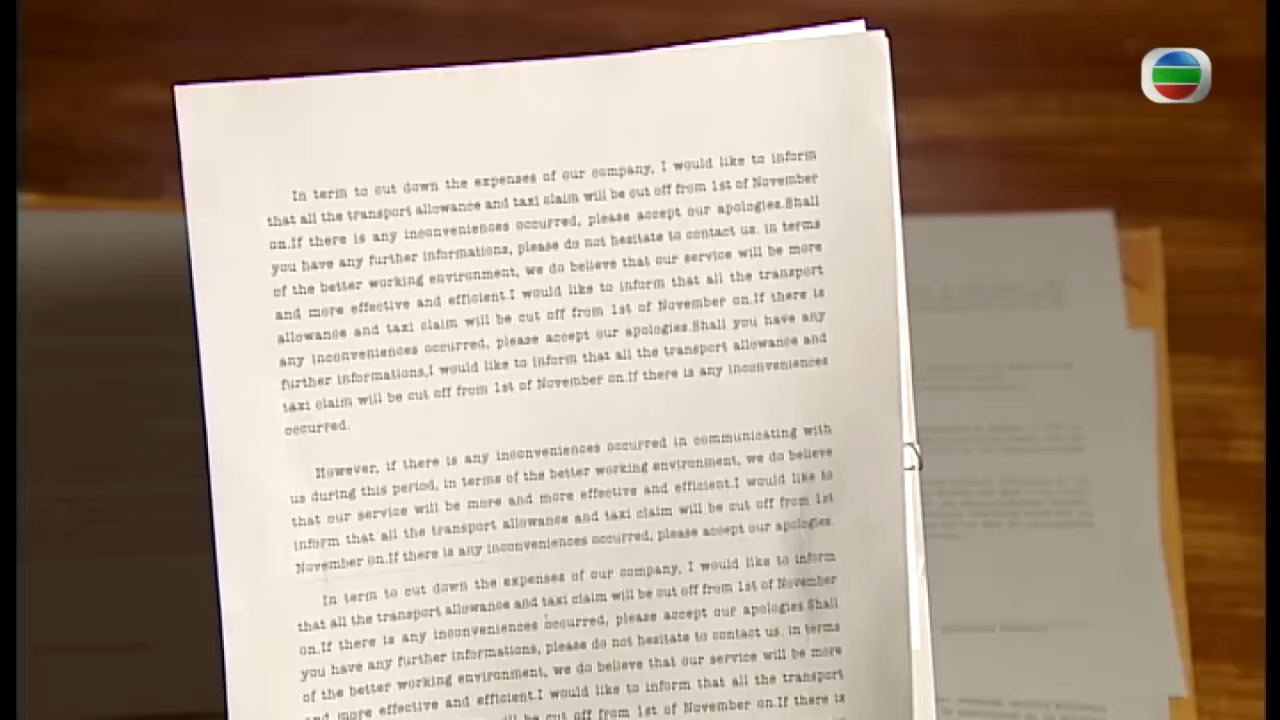 In term to cut down the expenses of our company, I would like to inform
that all the transport allowance and taxi claim will be cut off from 1st of November
on.If there is any inconveniences occurred, please accept our apologies.Shall
you have any further informations, please do not hesitate to contact us. in terms
of the better working environment, we do believe that our service will be more
and more effective and efficient.I would like to inform that all the transport
allowance and taxi claim will be cut off from 1st of November on.If there is
any inconveniences occurred, please accept our apologies.Shall you have any
further informations,I would like to inform that all the transport allowance and
taxi claim will be cut off from 1st of November on.If there is any inconveniences
occurred.
However, if there is any inconveniences occurred in communicating with
us during this period, in terms of the better working environment, we do believe
that our service will be more and more effective and efficient.I would like to
inform that all the transport allowance and taxi claim will be cut off from 1st
November on.If there is any inconveniences occurred, please accept our apologies.
In term to cut down the expenses of our company, I would like to inform
that all the transport allowance and taxi claim will be cut off from 1st of November
on.If there is any inconveniences occurred, please accept our apologies.Shall
you have any further informations, please do not hesitate to contact us. in terms
of the better working environment, we do believe that our service will be more
and more effective and efficient.I would like to inform that all the transport
will be cut off from 1st of November on.If there is